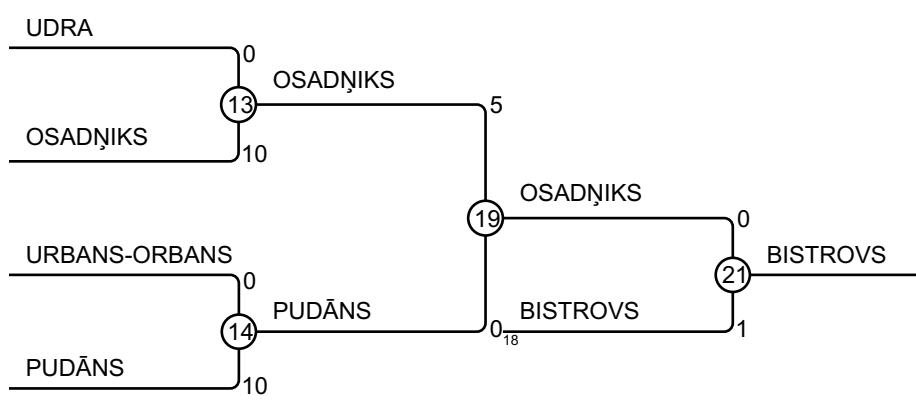 UDRA
0
13
OSADŅIKS
5
OSADŅIKS
10
19
OSADŅIKS
0
URBANS-ORBANS
0
21
BISTROVS
14
PUDĀNS
0
18
BISTROVS
1
PUDĀNS
10